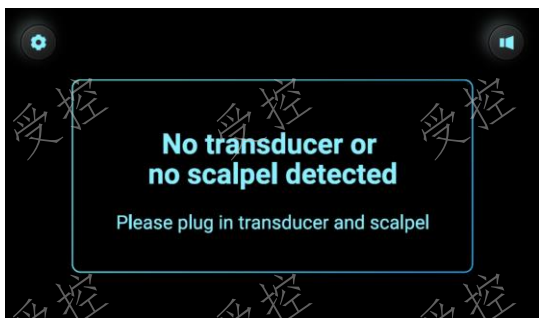 受控
受控
受控
No transducer or
no scalpel detected
Please plug in transducer and scalpel
受控
受控
受控